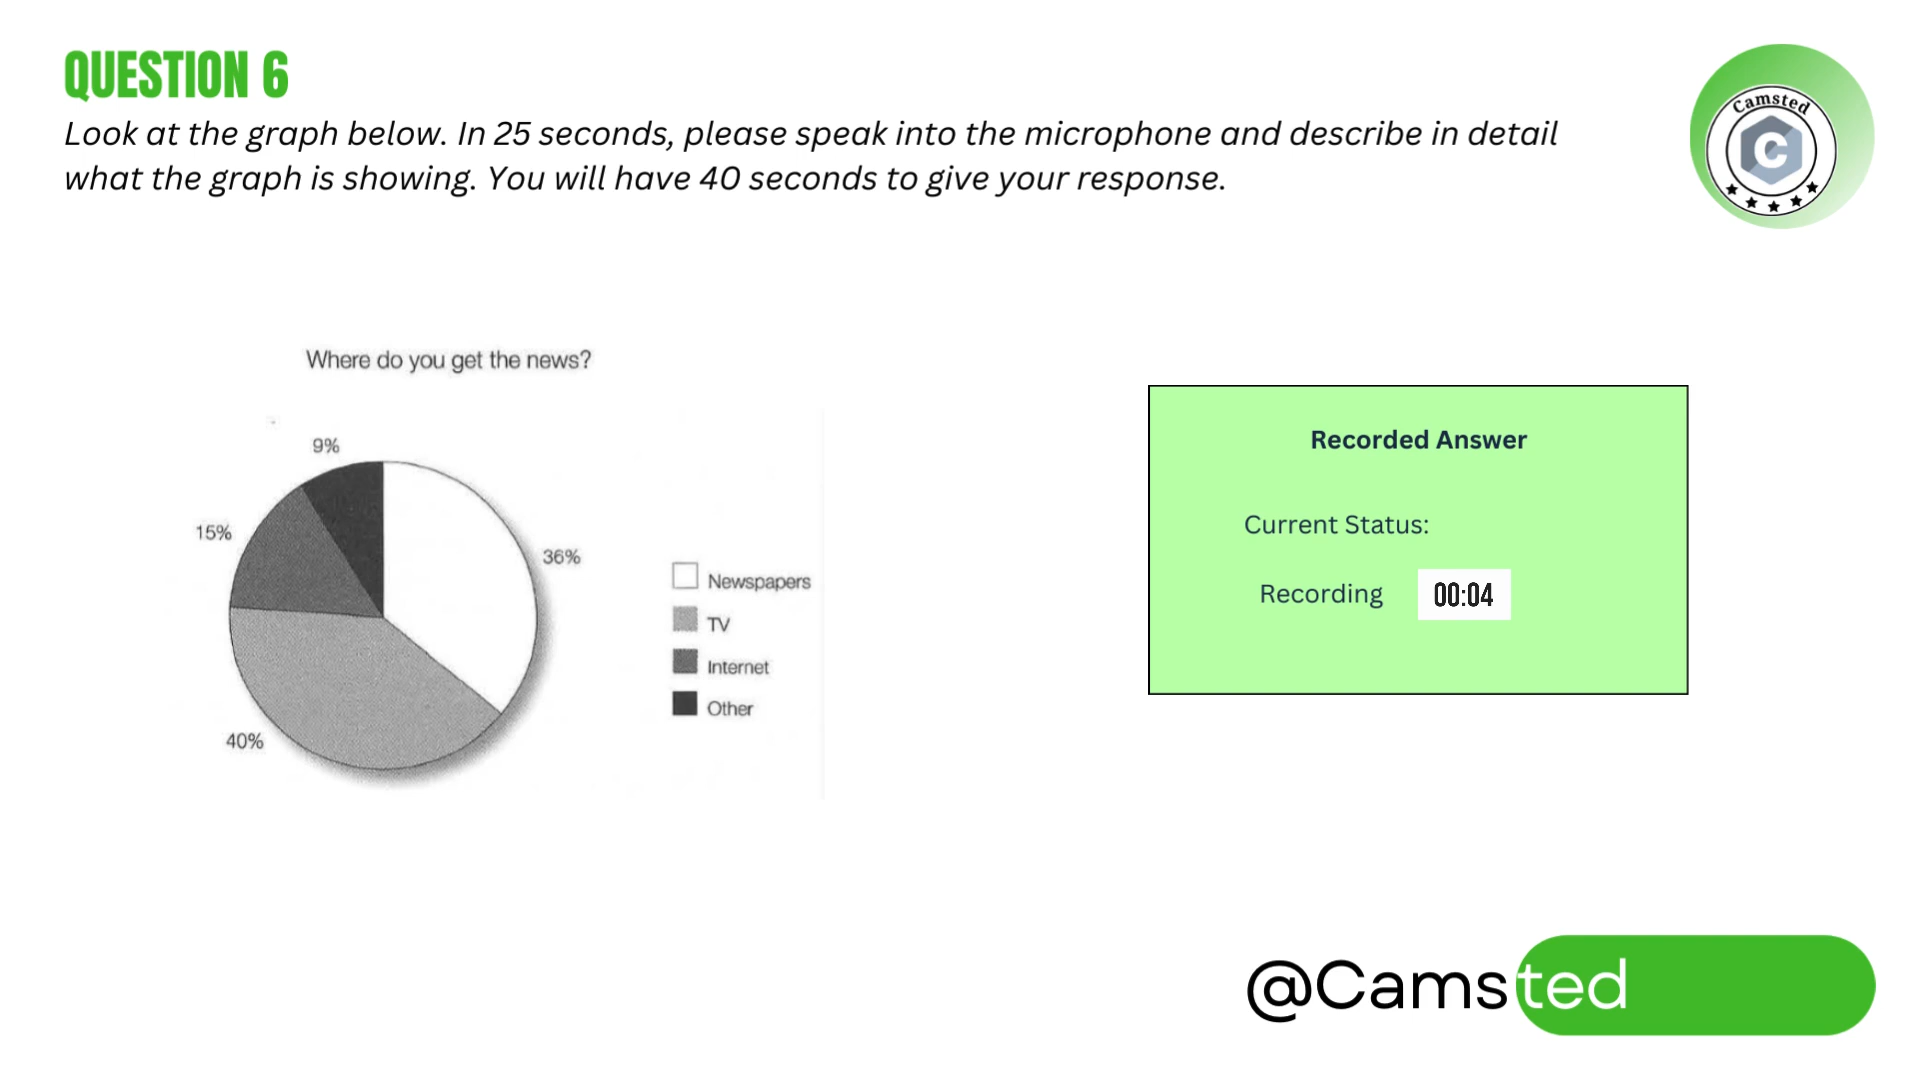 QUESTION 6
Look at the graph below. In 25 seconds, please speak into the microphone and describe in detail
what the graph is showing. You will have 40 seconds to give your response.
Camsted
C
Where do you get the news?
9%
15%
36%
40%
Newspapers
TV
Internet
Other
Recorded Answer
Current Status:
Recording 00:04
@Camsted